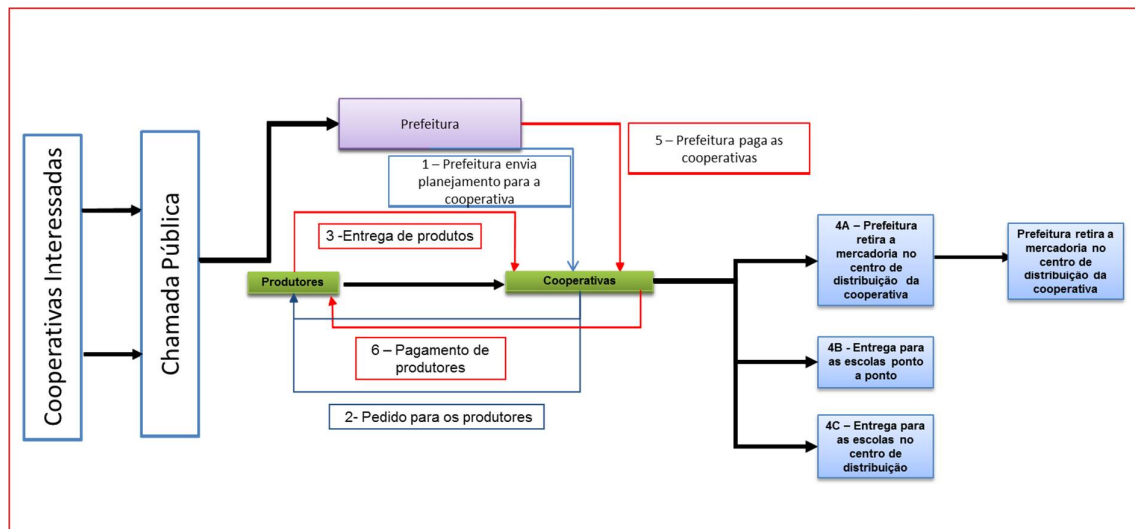 Cooperativas Interessadas
Chamada Pública
Prefeitura
5 – Prefeitura paga as
cooperativas
1 – Prefeitura envia
planejamento para a
cooperativa
3 -Entrega de produtos
Produtores
Cooperativas
6 – Pagamento de
produtores
2- Pedido para os produtores
4A – Prefeitura
retira a
mercadoria no
centro de
distribuição da
cooperativa
Prefeitura retira a
mercadoria no
centro de
distribuição da
cooperativa
4B - Entrega para
as escolas ponto
a ponto
4C – Entrega para
as escolas no
centro de
distribuição